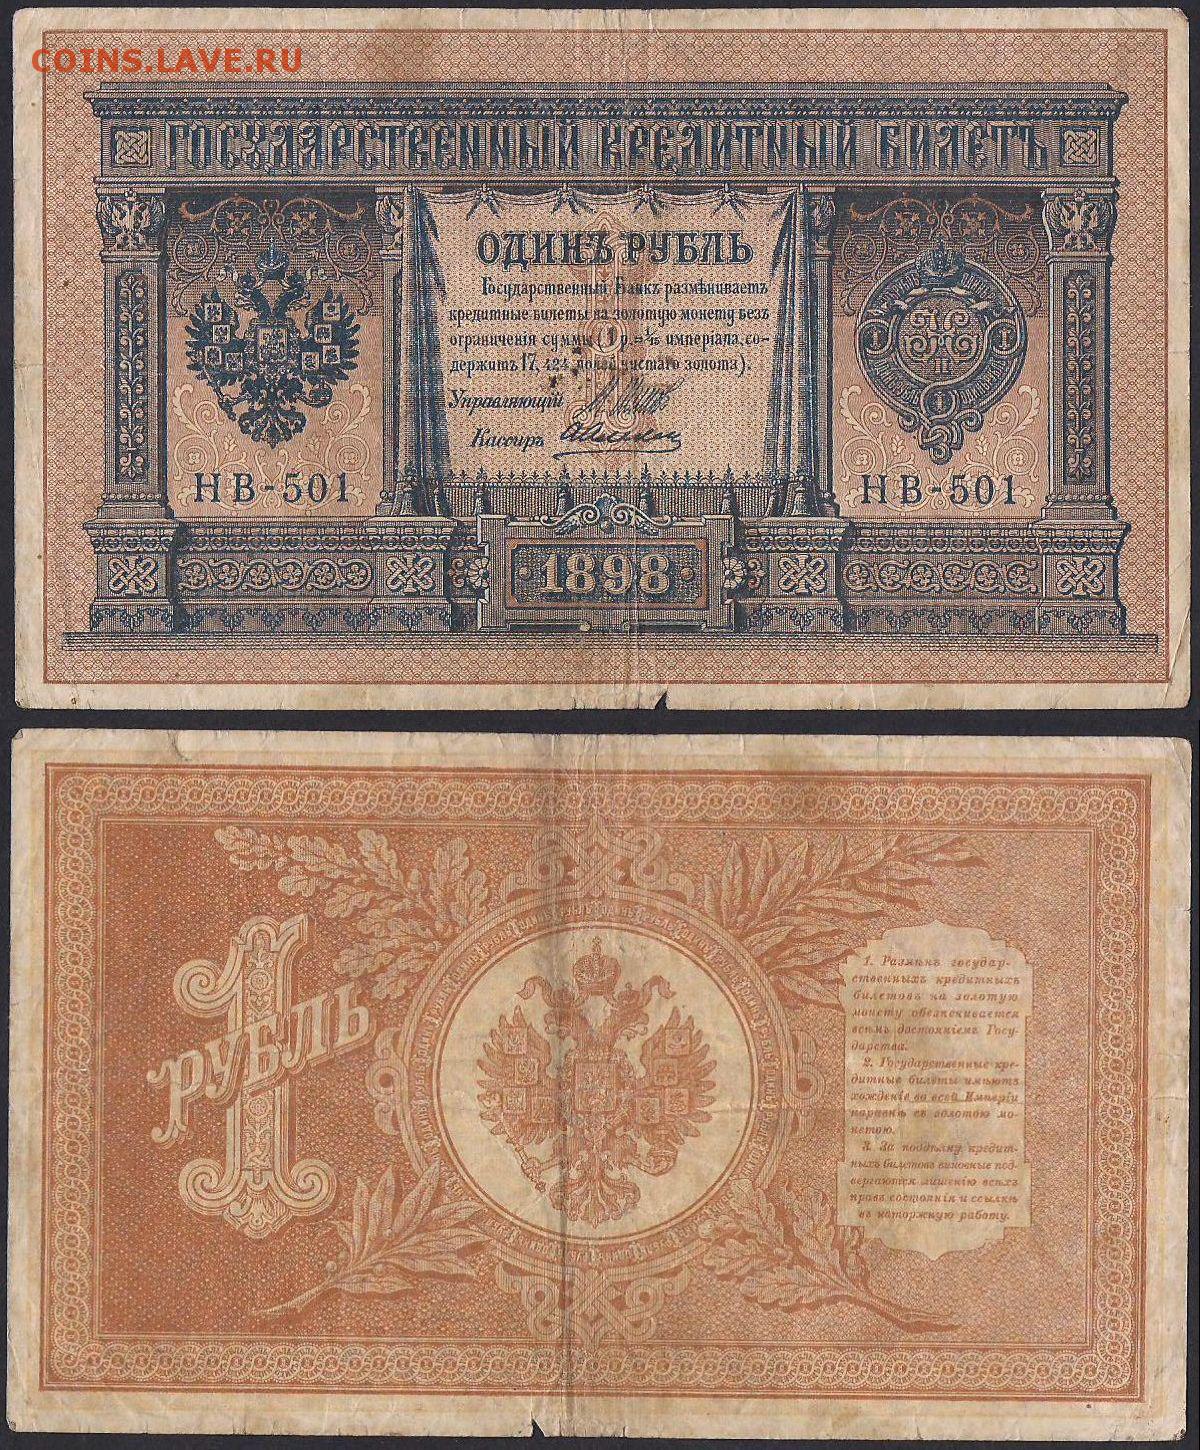 COINS.LAVE.RU
ГОСУДАРСТВЕННЫЙ КРЕДИТНЫЙ БИЛЕТЪ
ОДИНЪ РУБЛЬ
Государственный Банкъ размѣниваетъ
кредитные билеты на золотую монету безъ
ограниченія суммы (1 р. = 1/15 имперіала, со-
держитъ 17,424 долей чистаго золота).
Управляющій
Кассиръ
НВ-501
НВ-501
1898
1
РУБЛЬ
1. Размѣнъ государ-
ственныхъ кредитныхъ
билетовъ на золотую
монету обезпечивается
всѣмъ достояніемъ Госу-
дарства.
2. Государственные кре-
дитные билеты имѣютъ
хожденіе во всей Имперіи
наравнѣ съ золотою мо-
нетою.
3. За поддѣлку кредит-
ныхъ билетовъ виновные под-
вергаются лишенію всѣхъ
правъ состоянія и ссылкѣ
въ каторжную работу.